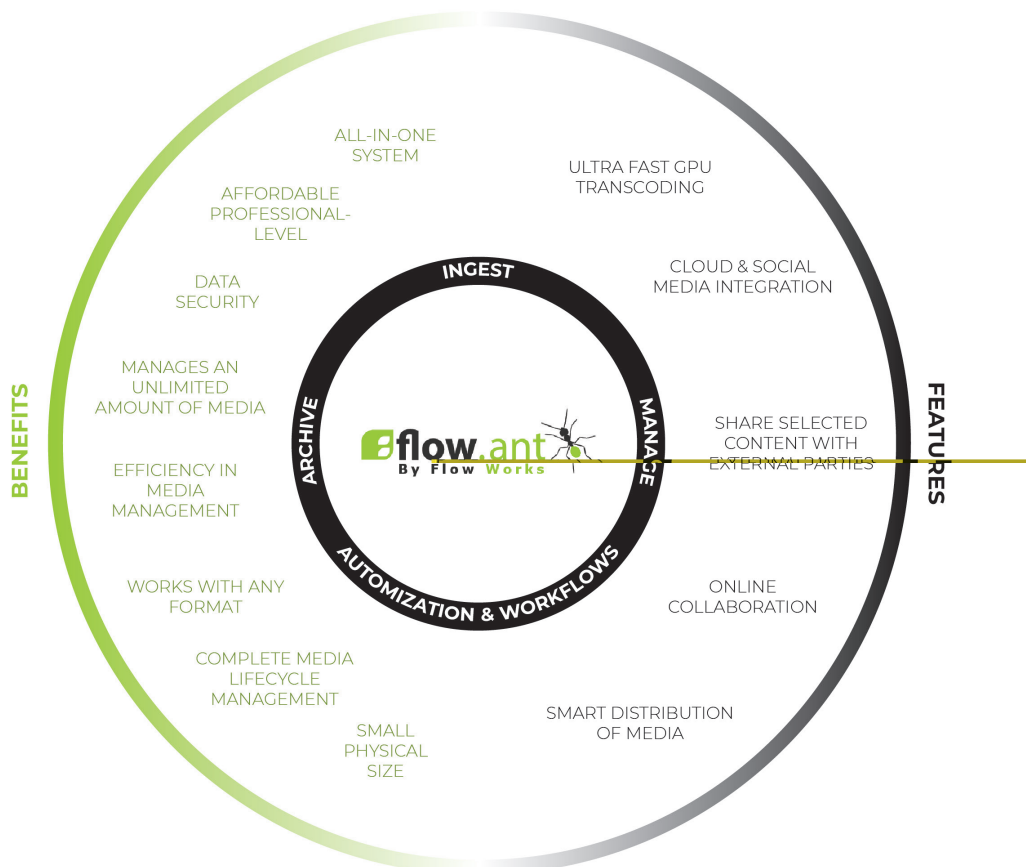 BENEFITS
ALL-IN-ONE
SYSTEM
AFFORDABLE
PROFESSIONAL-
LEVEL
DATA
SECURITY
MANAGES AN
UNLIMITED
AMOUNT OF MEDIA
EFFICIENCY IN
MEDIA
MANAGEMENT
WORKS WITH ANY
FORMAT
COMPLETE MEDIA
LIFECYCLE
MANAGEMENT
SMALL
PHYSICAL
SIZE
INGEST
ARCHIVE
MANAGE
AUTOMIZATION & WORKFLOWS
flow.ant
By Flow Works
ULTRA FAST GPU
TRANSCODING
CLOUD & SOCIAL
MEDIA INTEGRATION
SHARE SELECTED
CONTENT WITH
EXTERNAL PARTIES
ONLINE
COLLABORATION
SMART DISTRIBUTION
OF MEDIA
FEATURES